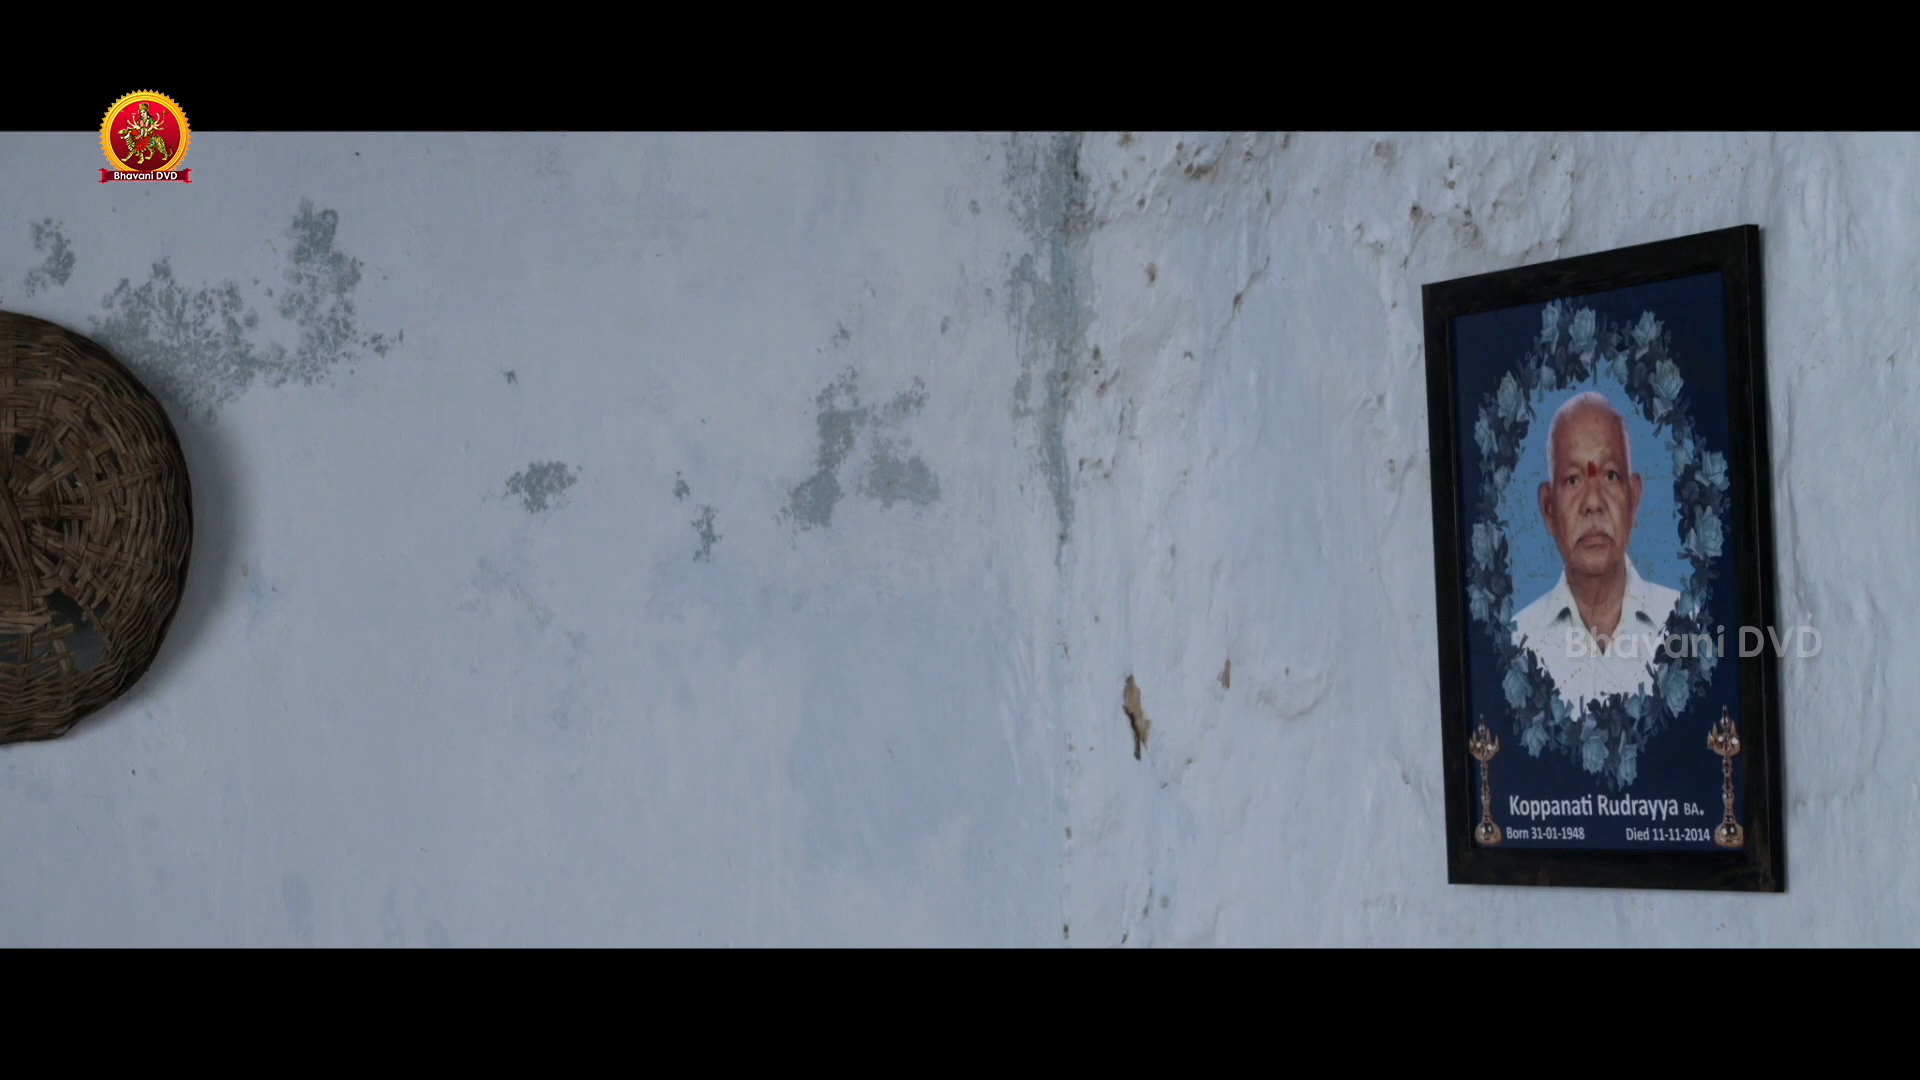 Bhavani DVD
Bhavani DVD
Koppanati Rudrayya BA.
Born 31-01-1948 Died 11-11-2014